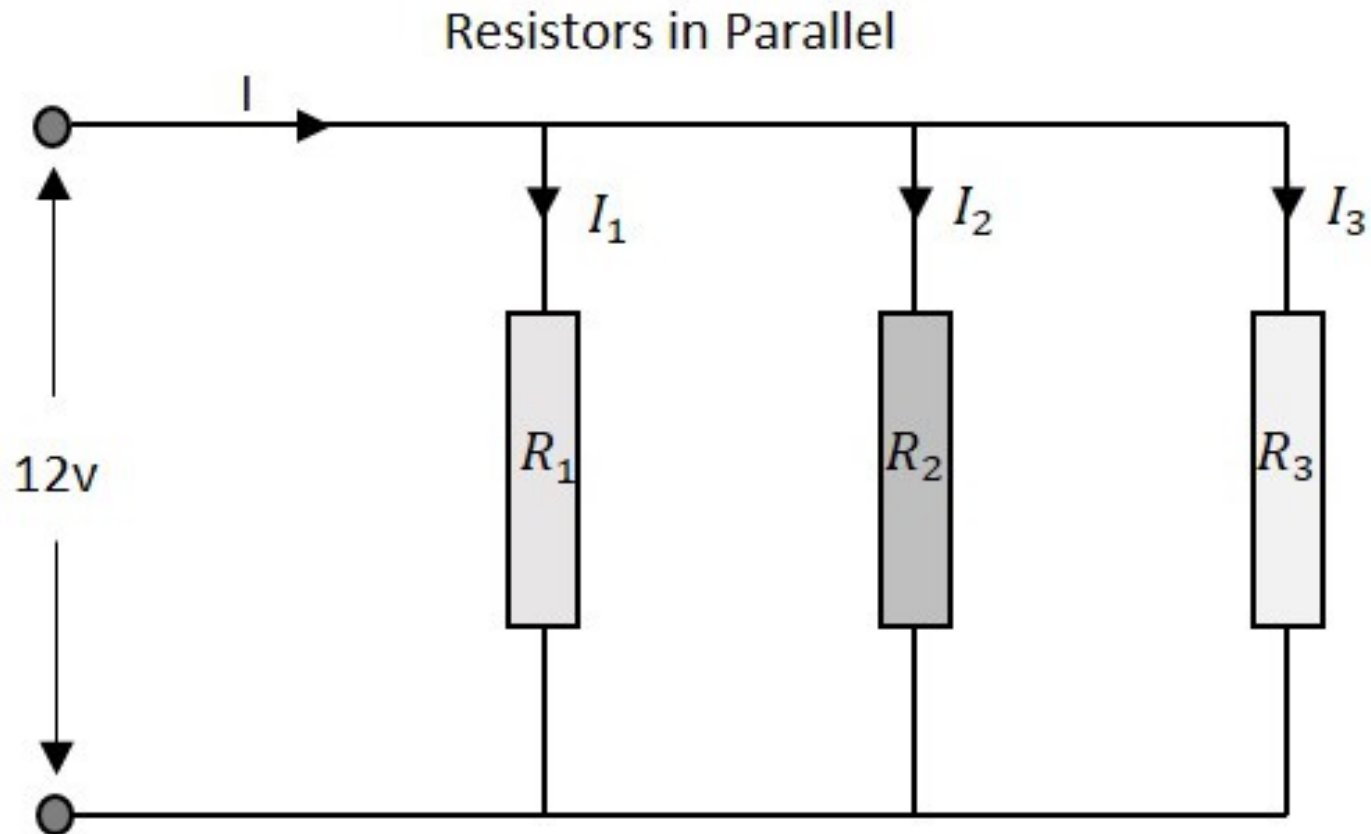 Resistors in Parallel
I
I₁
I₂
I₃
12v
R₁
R₂
R₃